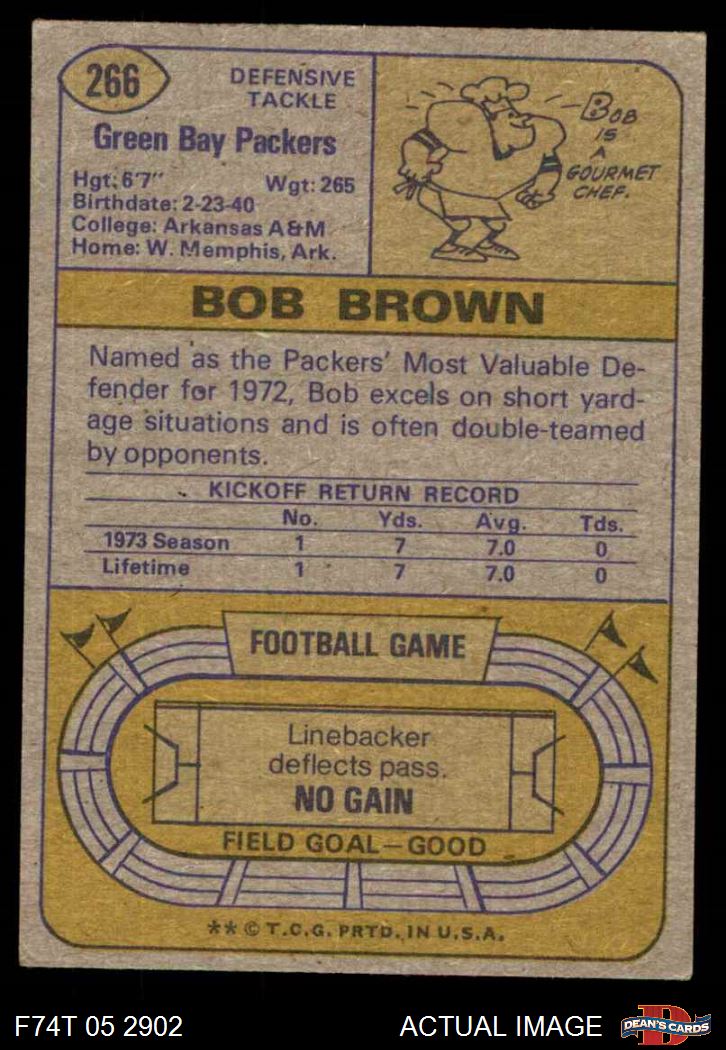 266
DEFENSIVE
TACKLE
Green Bay Packers
Hgt: 6'7" Wgt: 265
Birthdate: 2-23-40
College: Arkansas A&M
Home: W. Memphis, Ark.
BOB
IS
A
GOURMET
CHEF.
BOB BROWN
Named as the Packers' Most Valuable De-
fender for 1972, Bob excels on short yard-
age situations and is often double-teamed
by opponents.
KICKOFF RETURN RECORD
No. Yds. Avg. Tds.
1973 Season 1 7 7.0 0
Lifetime 1 7 7.0 0
FOOTBALL GAME
Linebacker
deflects pass.
NO GAIN
FIELD GOAL—GOOD
** © T.C.G. PRTD. IN U.S.A.
F74T 05 2902 ACTUAL IMAGE
D
DEAN'S CARDS